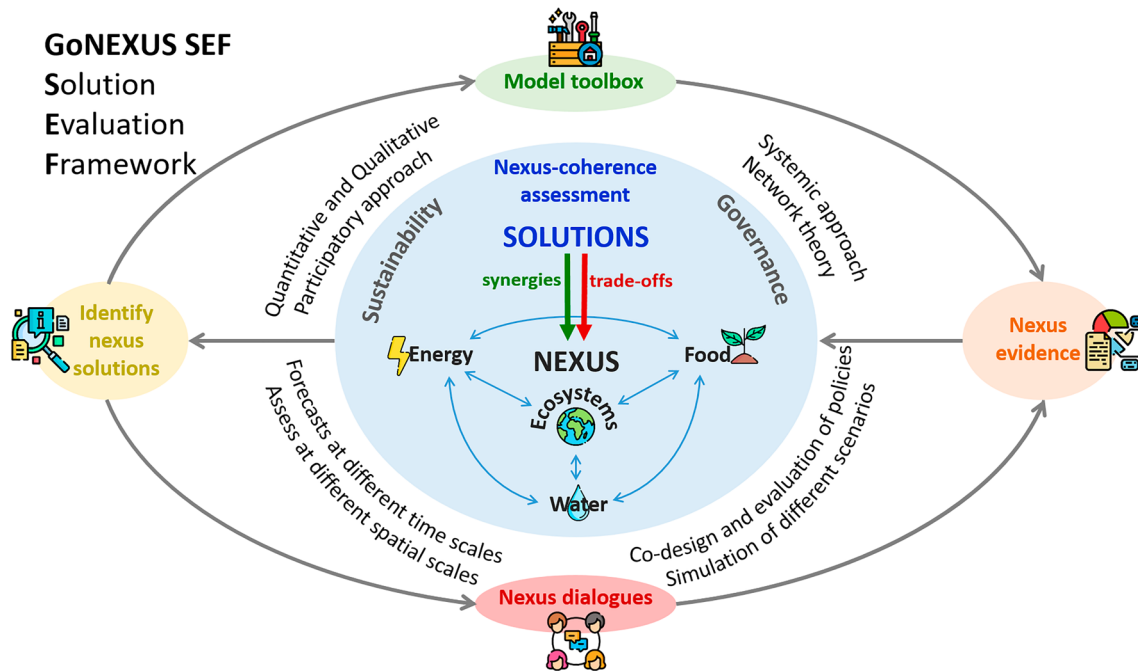 GoNEXUS SEF
Solution
Evaluation
Framework
Model toolbox
Quantitative and Qualitative
Participatory approach
Systemic approach
Network theory
Nexus-coherence
assessment
Sustainability
Governance
SOLUTIONS
synergies
trade-offs
Identify
nexus
solutions
Nexus
evidence
Energy
NEXUS
Food
Ecosystems
Water
Forecasts at different time scales
Assess at different spatial scales
Co-design and evaluation of policies
Simulation of different scenarios
Nexus dialogues